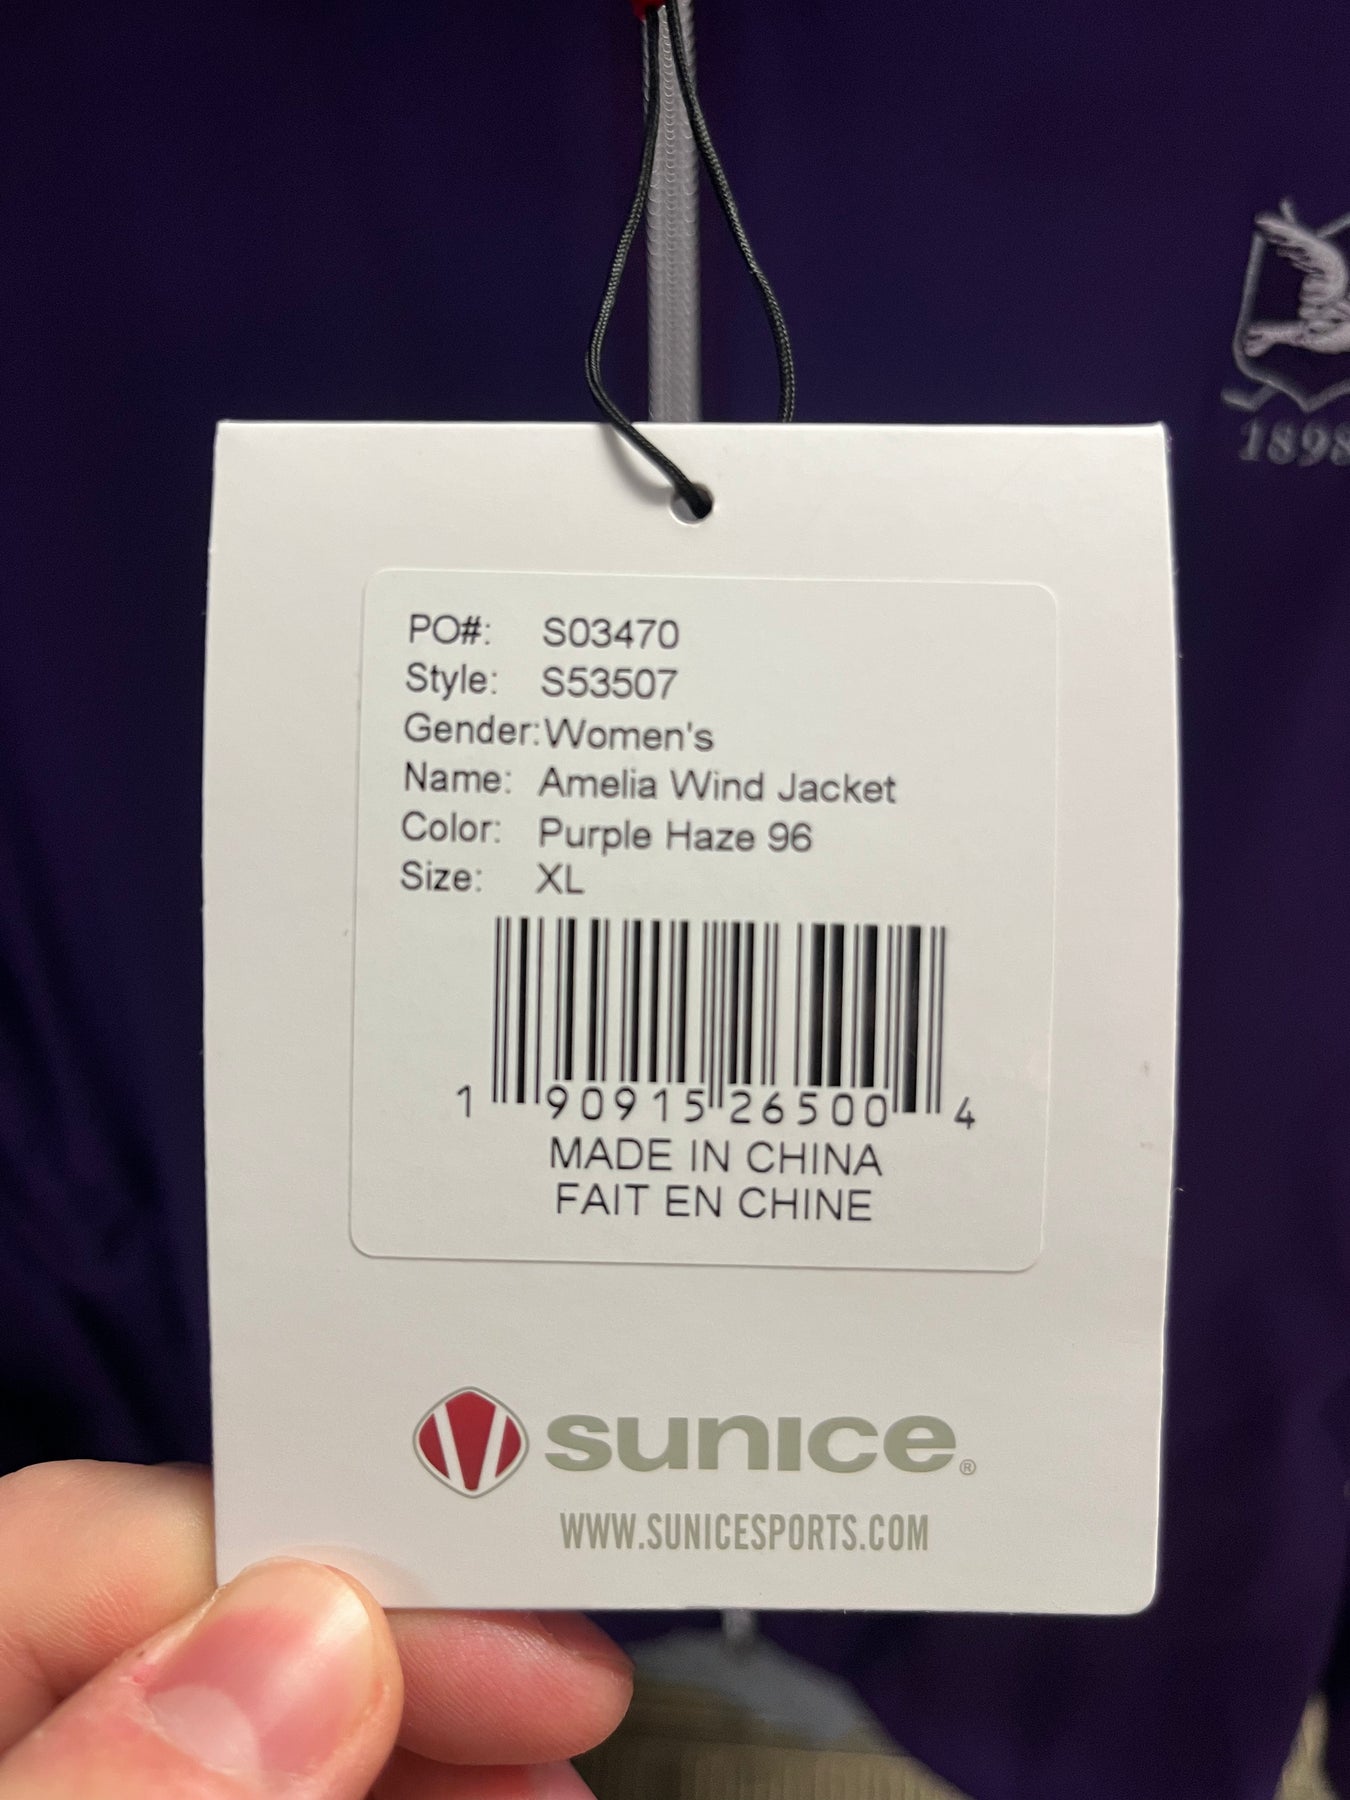 1898
PO#: S03470
Style: S53507
Gender:Women's
Name: Amelia Wind Jacket
Color: Purple Haze 96
Size: XL
1 90915 26500 4
MADE IN CHINA
FAIT EN CHINE
sunice®
WWW.SUNICESPORTS.COM